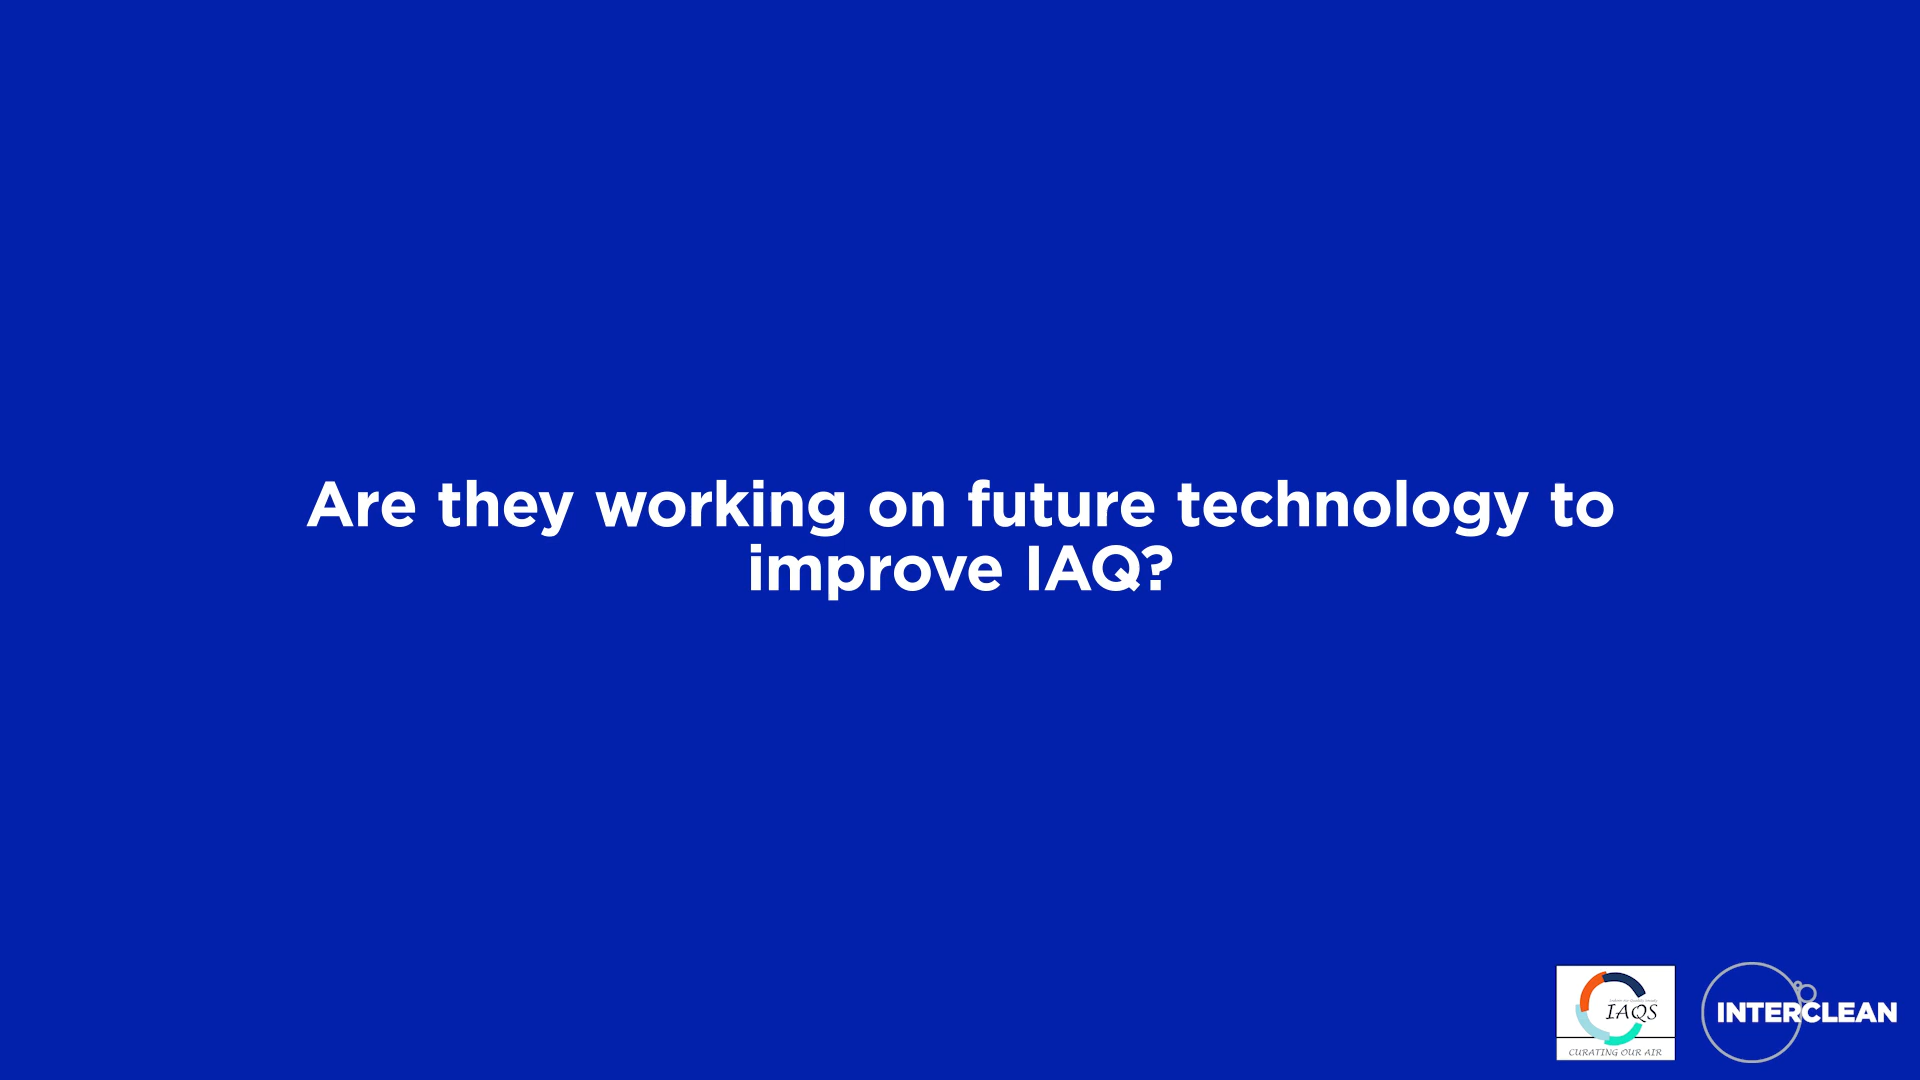 Are they working on future technology to
improve IAQ?
IAQS
CURATING OUR AIR
INTERCLEAN